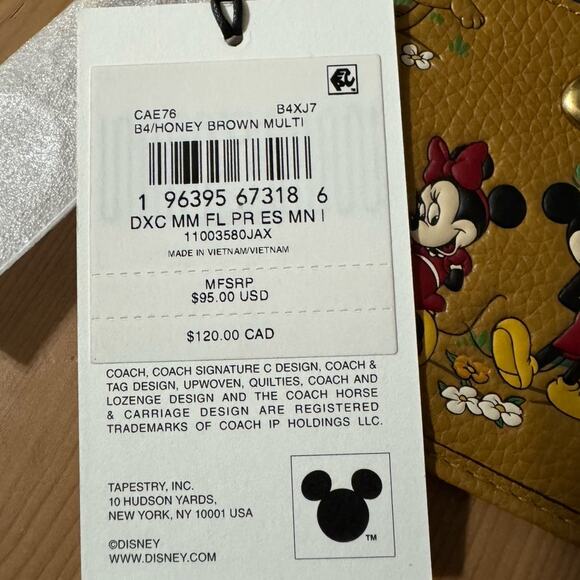 CAE76 B4XJ7
B4/HONEY BROWN MULTI
1 96395 67318 6
DXC MM FL PR ES MN I
11003580JAX
MADE IN VIETNAM/VIETNAM
MFSRP
$95.00 USD
$120.00 CAD
COACH, COACH SIGNATURE C DESIGN, COACH &
TAG DESIGN, UPWOVEN, QUILTIES, COACH AND
LOZENGE DESIGN AND THE COACH HORSE
& CARRIAGE DESIGN ARE REGISTERED
TRADEMARKS OF COACH IP HOLDINGS LLC.
TAPESTRY, INC.
10 HUDSON YARDS,
NEW YORK, NY 10001 USA
©DISNEY
WWW.DISNEY.COM
TM